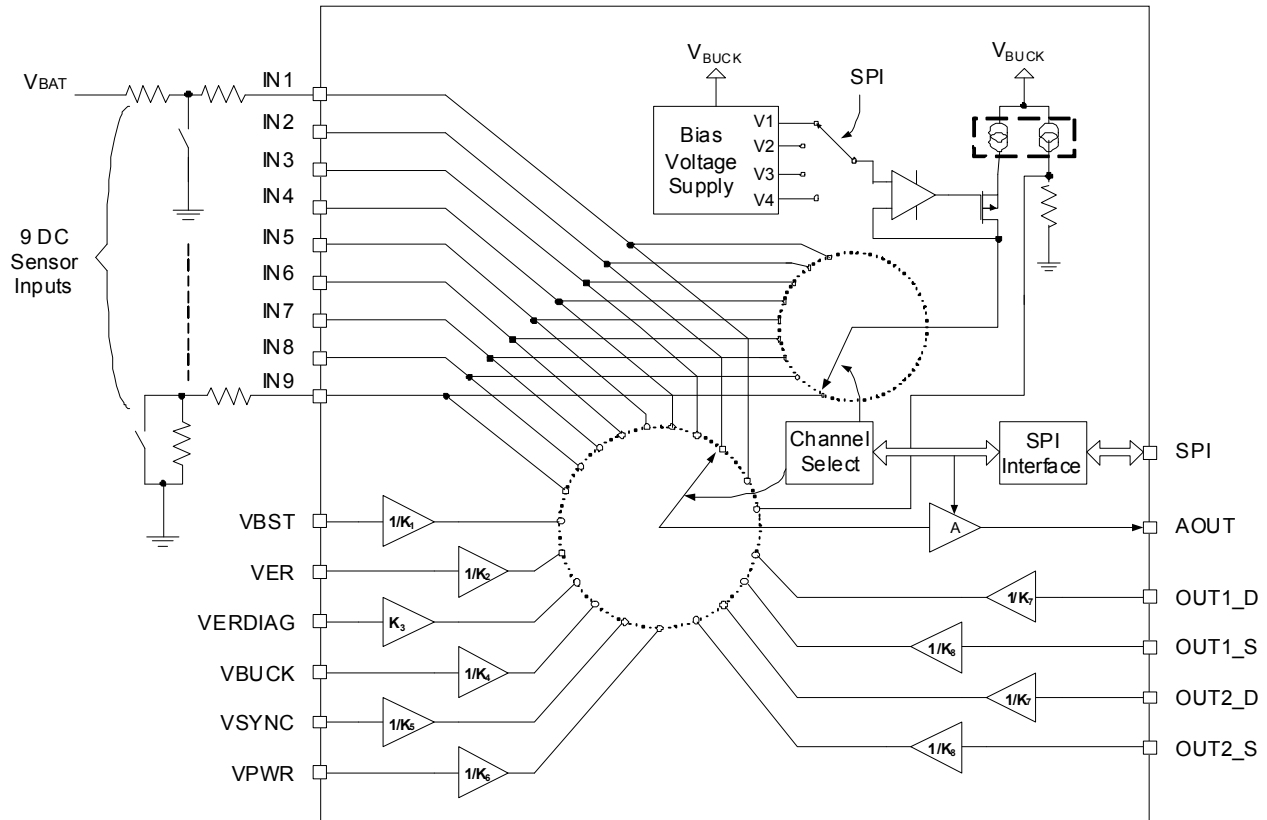 VBAT
IN1
IN2
IN3
IN4
IN5
IN6
IN7
IN8
IN9
9 DC
Sensor
Inputs
VBUCK
SPI
VBUCK
Bias
Voltage
Supply
V1
V2
V3
V4
Channel
Select
SPI
Interface
SPI
A
AOUT
VBST
1/K1
VER
1/K2
VERDIAG
K3
VBUCK
1/K4
VSYNC
1/K5
VPWR
1/K6
1/K7
OUT1_D
1/K8
OUT1_S
1/K7
OUT2_D
1/K8
OUT2_S